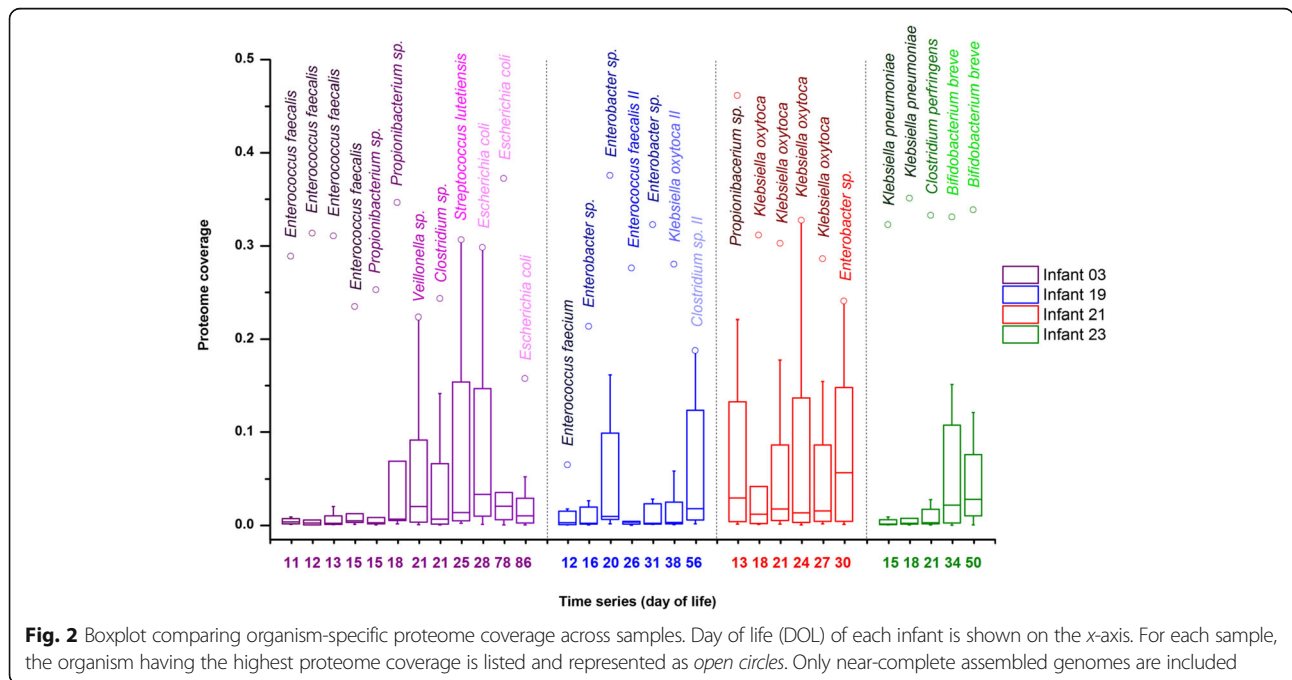 0.5
0.4
0.3
0.2
0.1
0.0
Proteome coverage
Enterococcus faecalis
Enterococcus faecalis
Enterococcus faecalis
Enterococcus faecalis
Propionibacterium sp.
Propionibacterium sp.
Veillonella sp.
Clostridium sp.
Streptococcus lutetiensis
Escherichia coli
Escherichia coli
Escherichia coli
Enterococcus faecium
Enterobacter sp.
Enterobacter sp.
Enterococcus faecalis II
Enterobacter sp.
Klebsiella oxytoca II
Clostridium sp. II
Propionibacerium sp.
Klebsiella oxytoca
Klebsiella oxytoca
Klebsiella oxytoca
Klebsiella oxytoca
Enterobacter sp.
Klebsiella pneumoniae
Klebsiella pneumoniae
Clostridium perfringens
Bifidobacterium breve
Bifidobacterium breve
Infant 03
Infant 19
Infant 21
Infant 23
11 12 13 15 15 18 21 21 25 28 78 86 12 16 20 26 31 38 56 13 18 21 24 27 30 15 18 21 34 50
Time series (day of life)
Fig. 2 Boxplot comparing organism-specific proteome coverage across samples. Day of life (DOL) of each infant is shown on the x-axis. For each sample,
the organism having the highest proteome coverage is listed and represented as open circles. Only near-complete assembled genomes are included